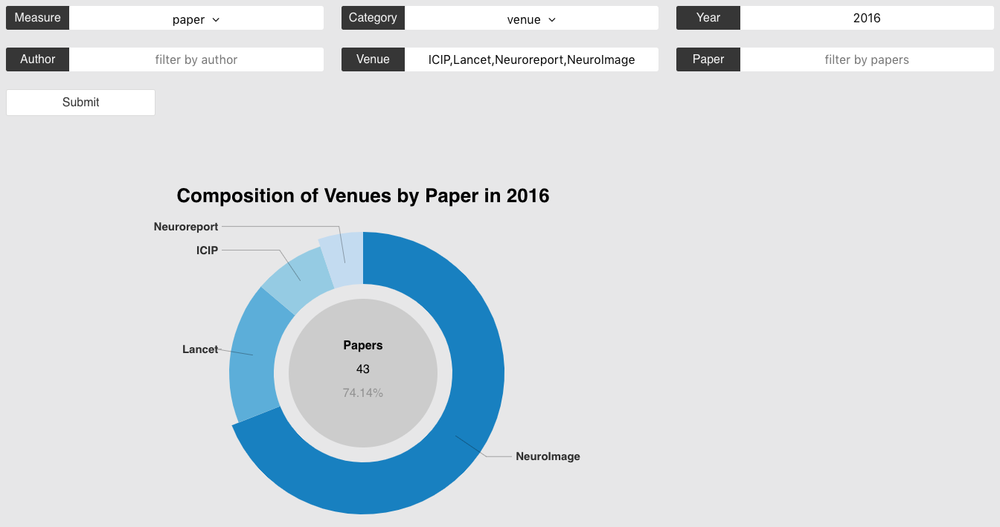 Measure paper Category venue Year 2016
Author filter by author Venue ICIP,Lancet,Neuroreport,NeuroImage Paper filter by papers
Submit
Composition of Venues by Paper in 2016
Neuroreport
ICIP
Lancet
Papers
43
74.14%
NeuroImage